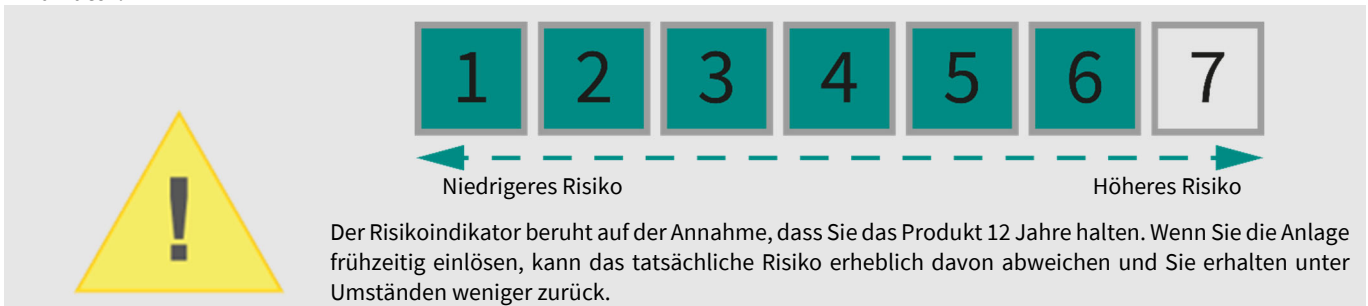 1 2 3 4 5 6 7
Niedrigeres Risiko Höheres Risiko
!
Der Risikoindikator beruht auf der Annahme, dass Sie das Produkt 12 Jahre halten. Wenn Sie die Anlage
frühzeitig einlösen, kann das tatsächliche Risiko erheblich davon abweichen und Sie erhalten unter
Umständen weniger zurück.